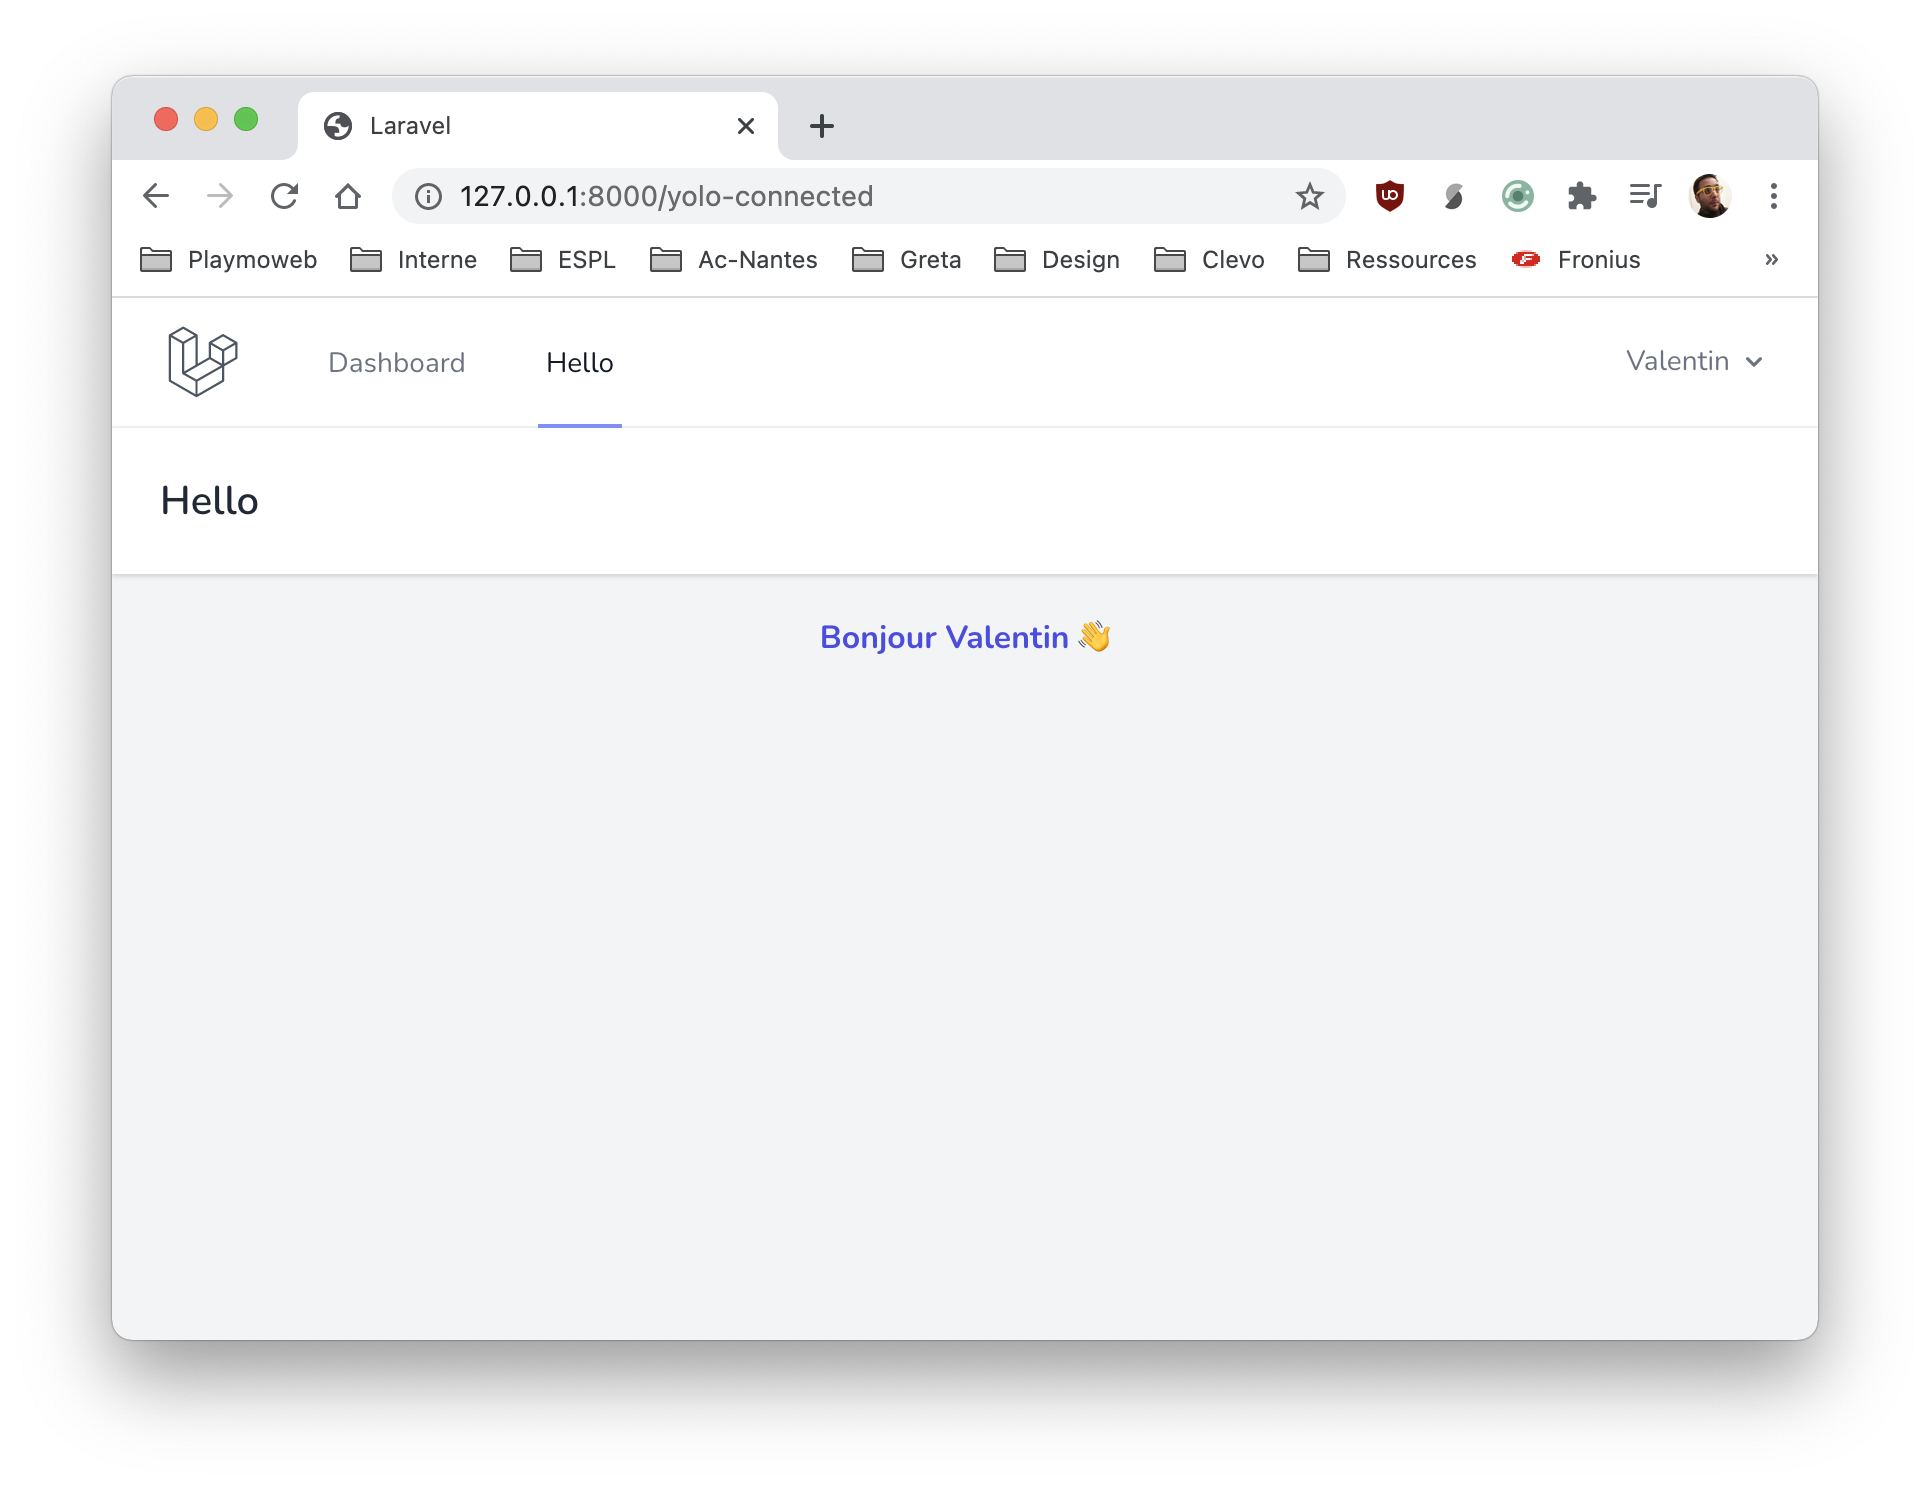 Laravel
127.0.0.1:8000/yolo-connected
Playmoweb Interne ESPL Ac-Nantes Greta Design Clevo Ressources Fronius »
Dashboard Hello Valentin
Hello
Bonjour Valentin 👋